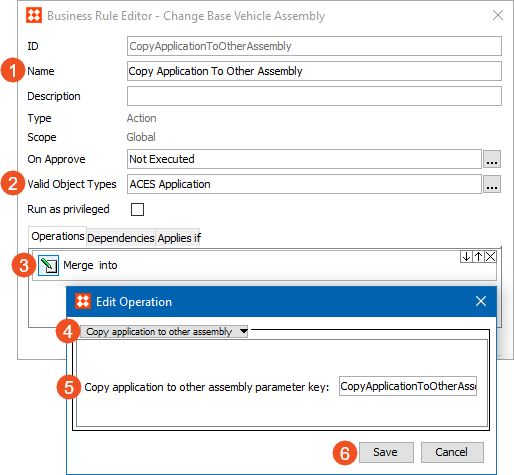 Business Rule Editor - Change Base Vehicle Assembly
ID CopyApplicationToOtherAssembly
1 Name Copy Application To Other Assembly
Description
Type Action
Scope Global
On Approve Not Executed ...
2 Valid Object Types ACES Application ...
Run as privileged
Operations Dependencies Applies if
3 Merge into
Edit Operation
4 Copy application to other assembly
5 Copy application to other assembly parameter key: CopyApplicationToOtherAsse
6 Save Cancel